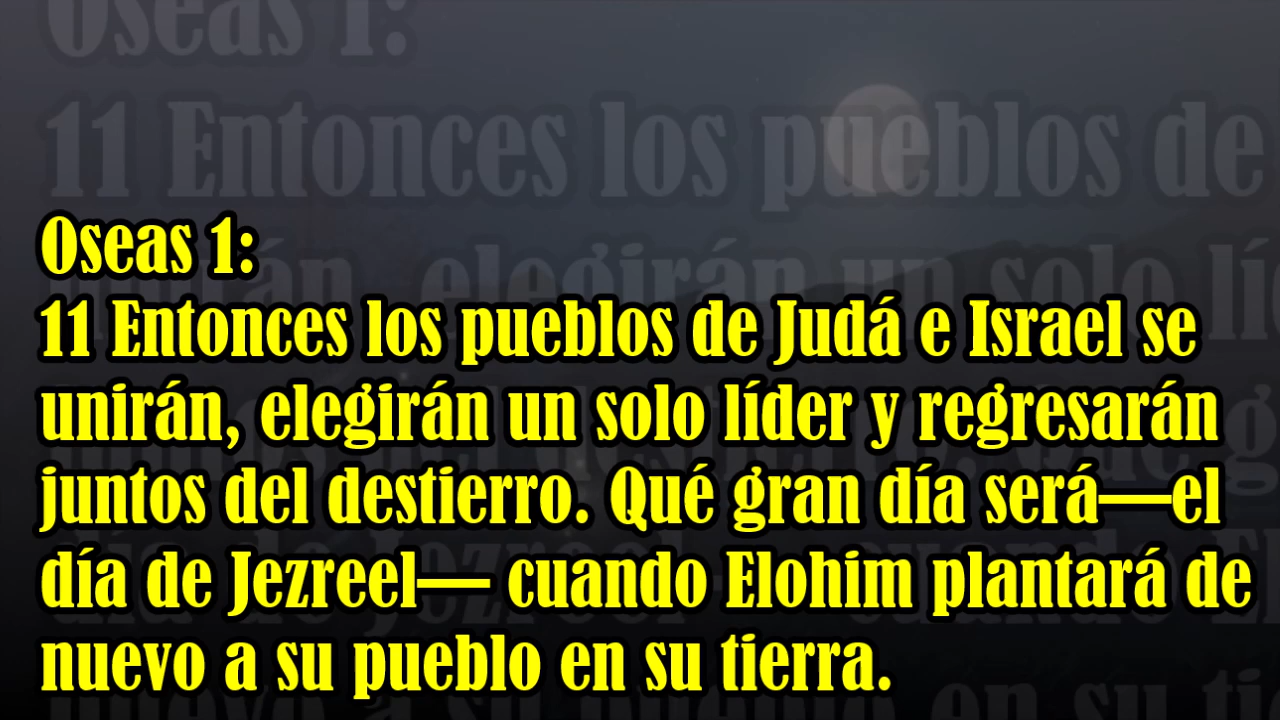 Oseas 1:
11 Entonces los pueblos de Judá e Israel se
unirán, elegirán un solo líder y regresarán
juntos del destierro. Qué gran día será—el
día de Jezreel— cuando Elohim plantará de
nuevo a su pueblo en su tierra.